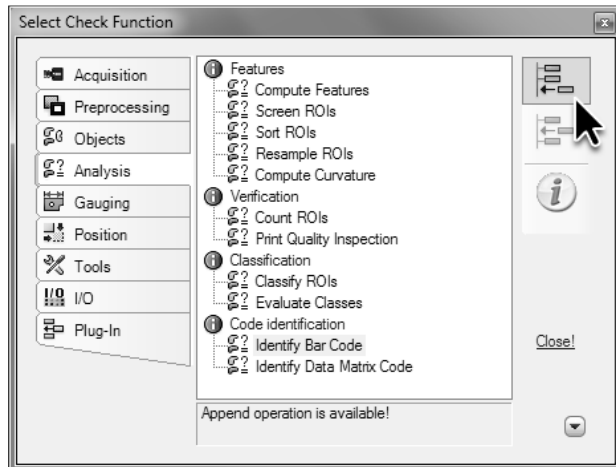 Select Check Function
Acquisition
Preprocessing
Objects
Analysis
Gauging
Position
Tools
I/O
Plug-In
Features
Compute Features
Screen ROIs
Sort ROIs
Resample ROIs
Compute Curvature
Verification
Count ROIs
Print Quality Inspection
Classification
Classify ROIs
Evaluate Classes
Code identification
Identify Bar Code
Identify Data Matrix Code
Append operation is available!
Close!